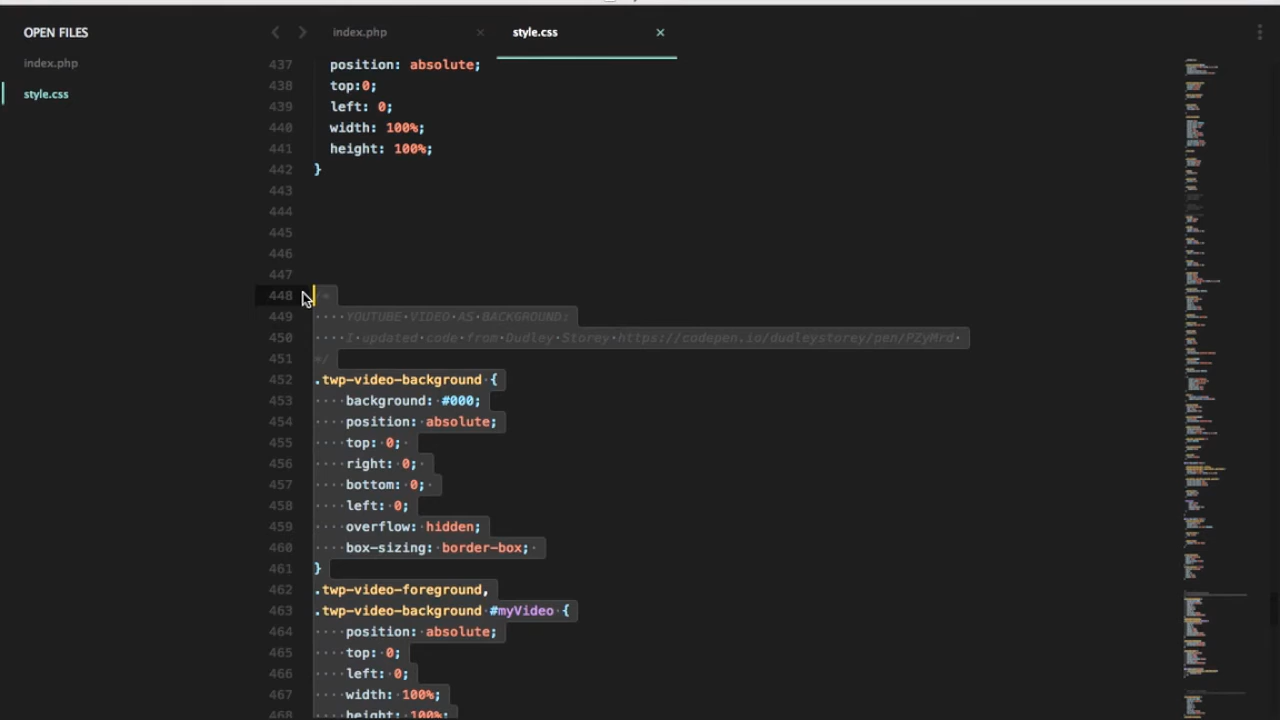 OPEN FILES
index.php
style.css
index.php × style.css ×
437 position: absolute;
438 top:0;
439 left: 0;
440 width: 100%;
441 height: 100%;
442 }
443
444
445
446
447
448 /*
449 ····YOUTUBE·VIDEO·AS·BACKGROUND:
450 ····I·updated·code·from·Dudley·Storey·https://codepen.io/dudleystorey/pen/PZyMrd·
451 */
452 .twp-video-background·{
453 ····background:·#000;
454 ····position:·absolute;
455 ····top:·0;·
456 ····right:·0;·
457 ····bottom:·0;·
458 ····left:·0;
459 ····overflow:·hidden;
460 ····box-sizing:·border-box;·
461 }
462 .twp-video-foreground,
463 .twp-video-background·#myVideo·{
464 ····position:·absolute;
465 ····top:·0;
466 ····left:·0;
467 ····width:·100%;
468 ····height:·100%;